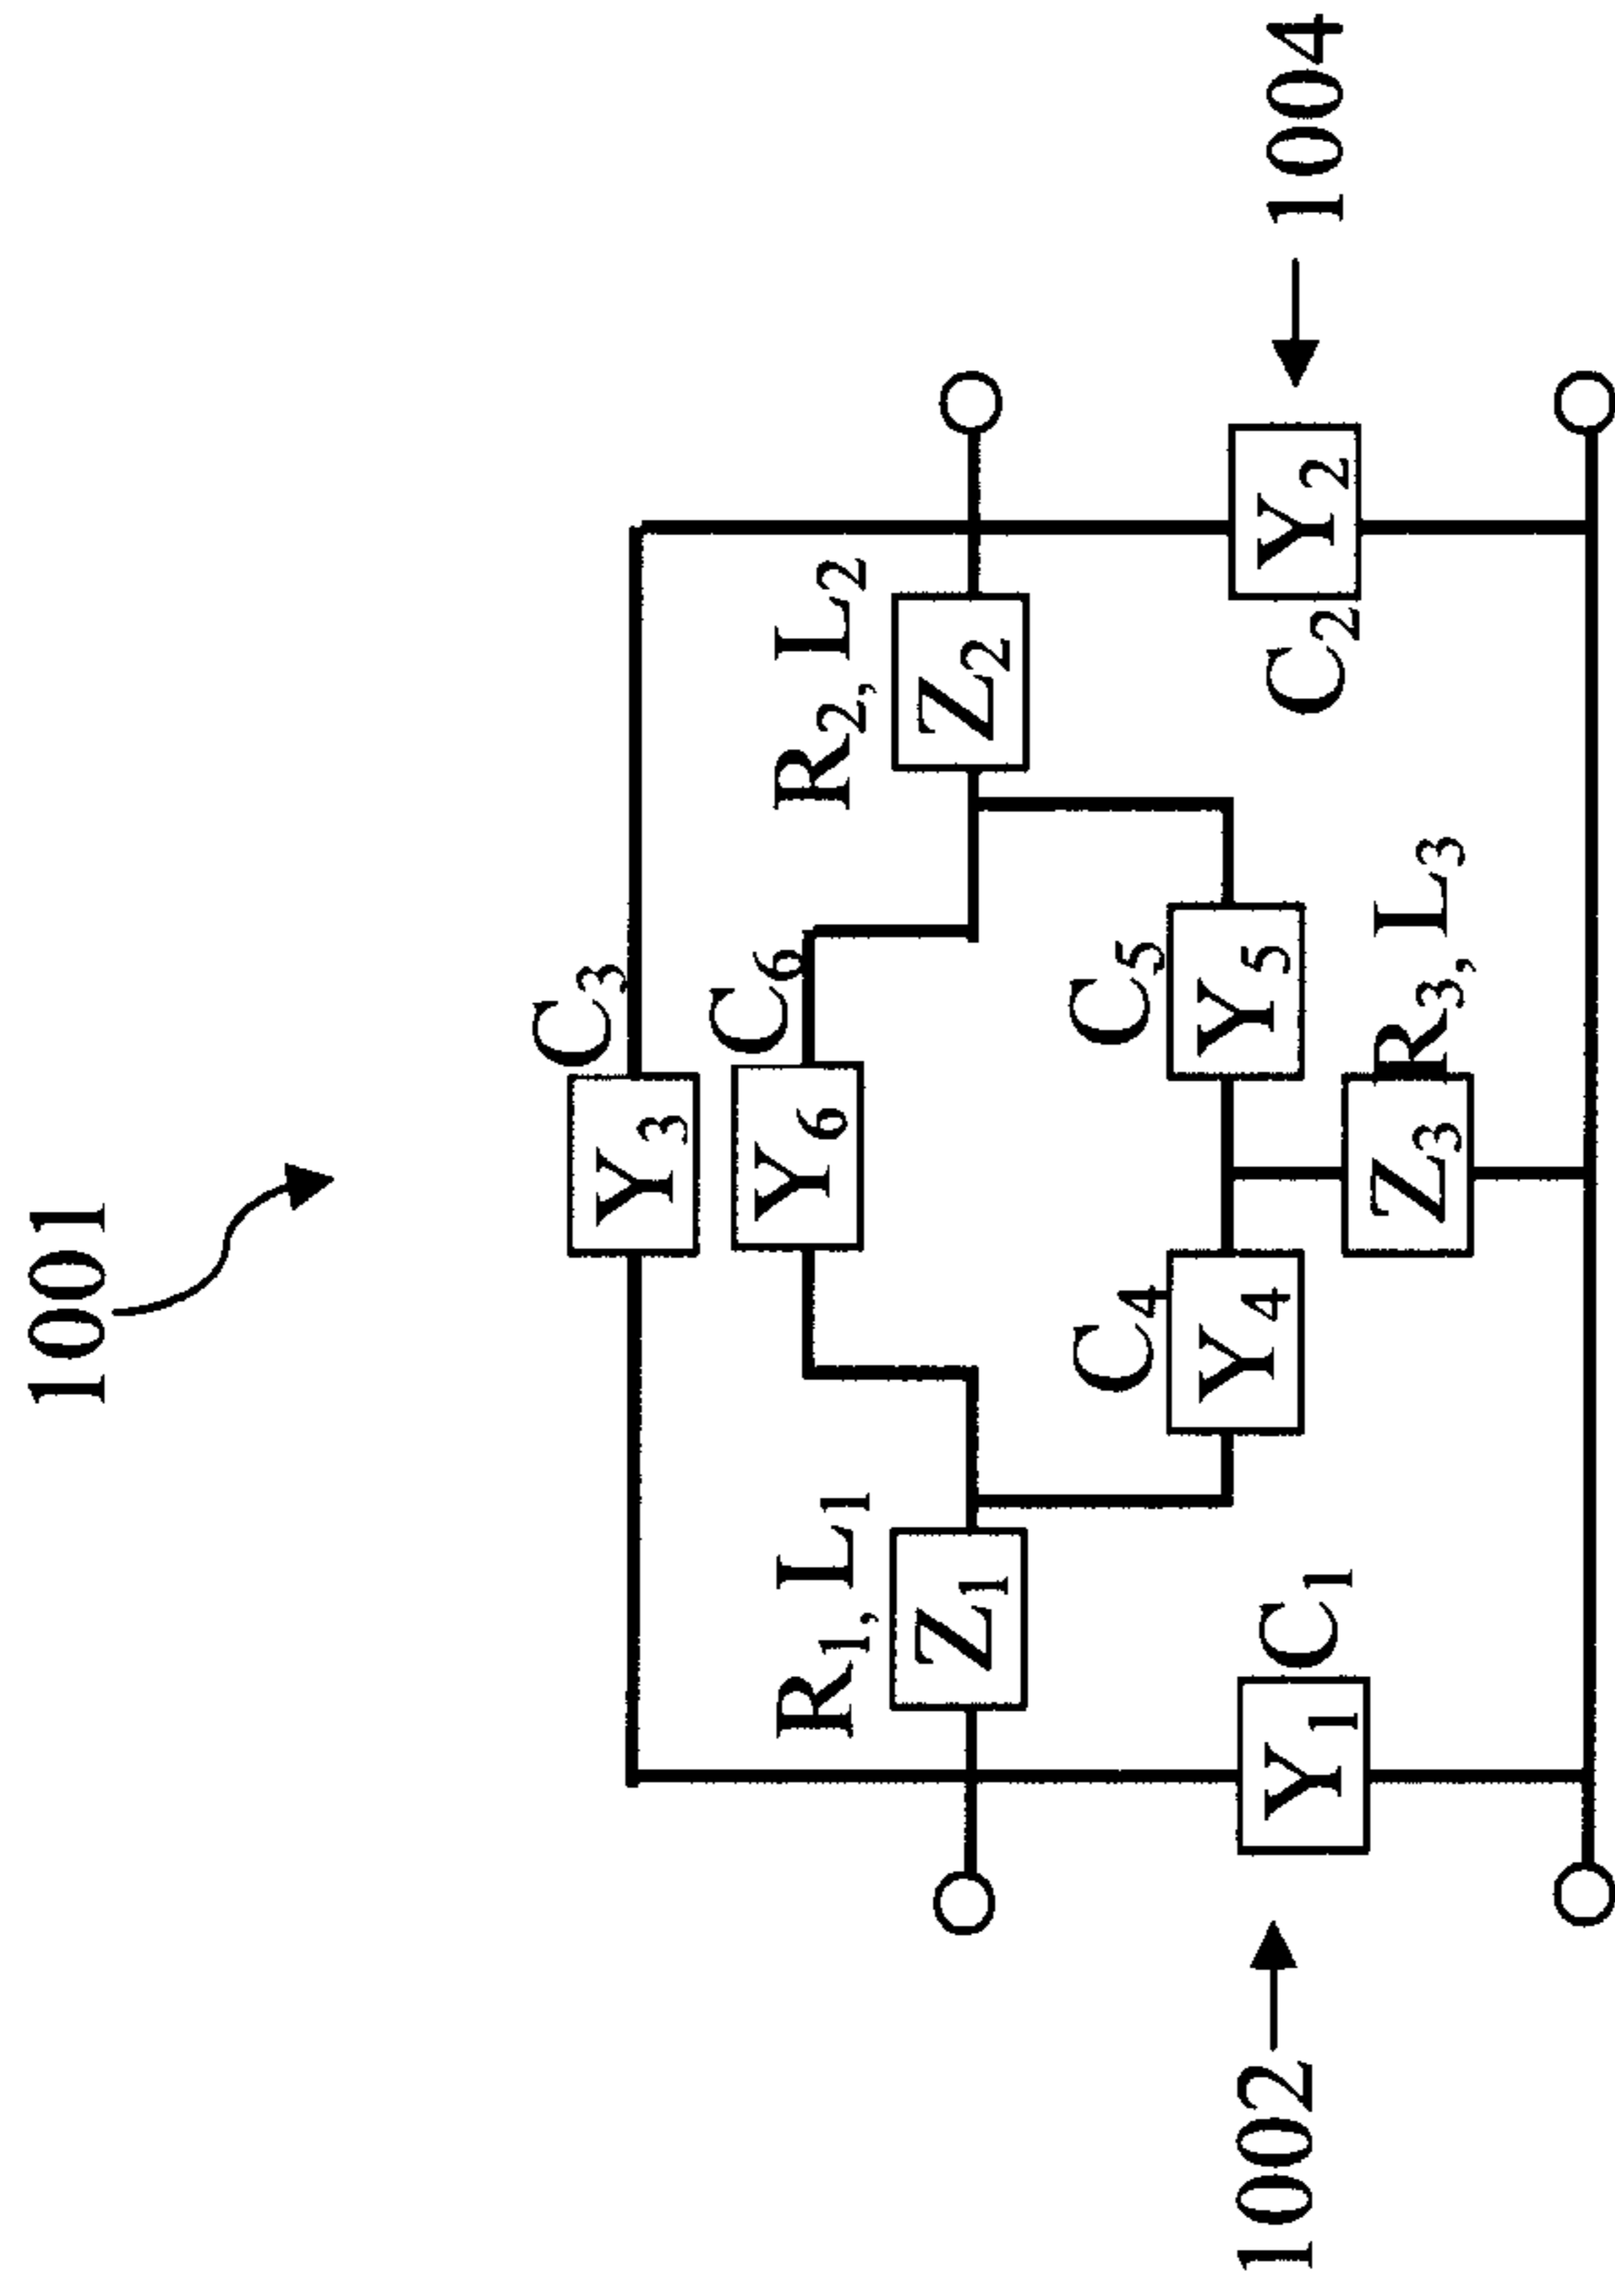 1001
C₃
Y₃
C₆
Y₆
R₁, L₁
R₂, L₂
Z₁
Z₂
C₄
C₅
Y₄
Y₅
1002
Y₁
C₁
C₂
Y₂
1004
Z₃
R₃, L₃